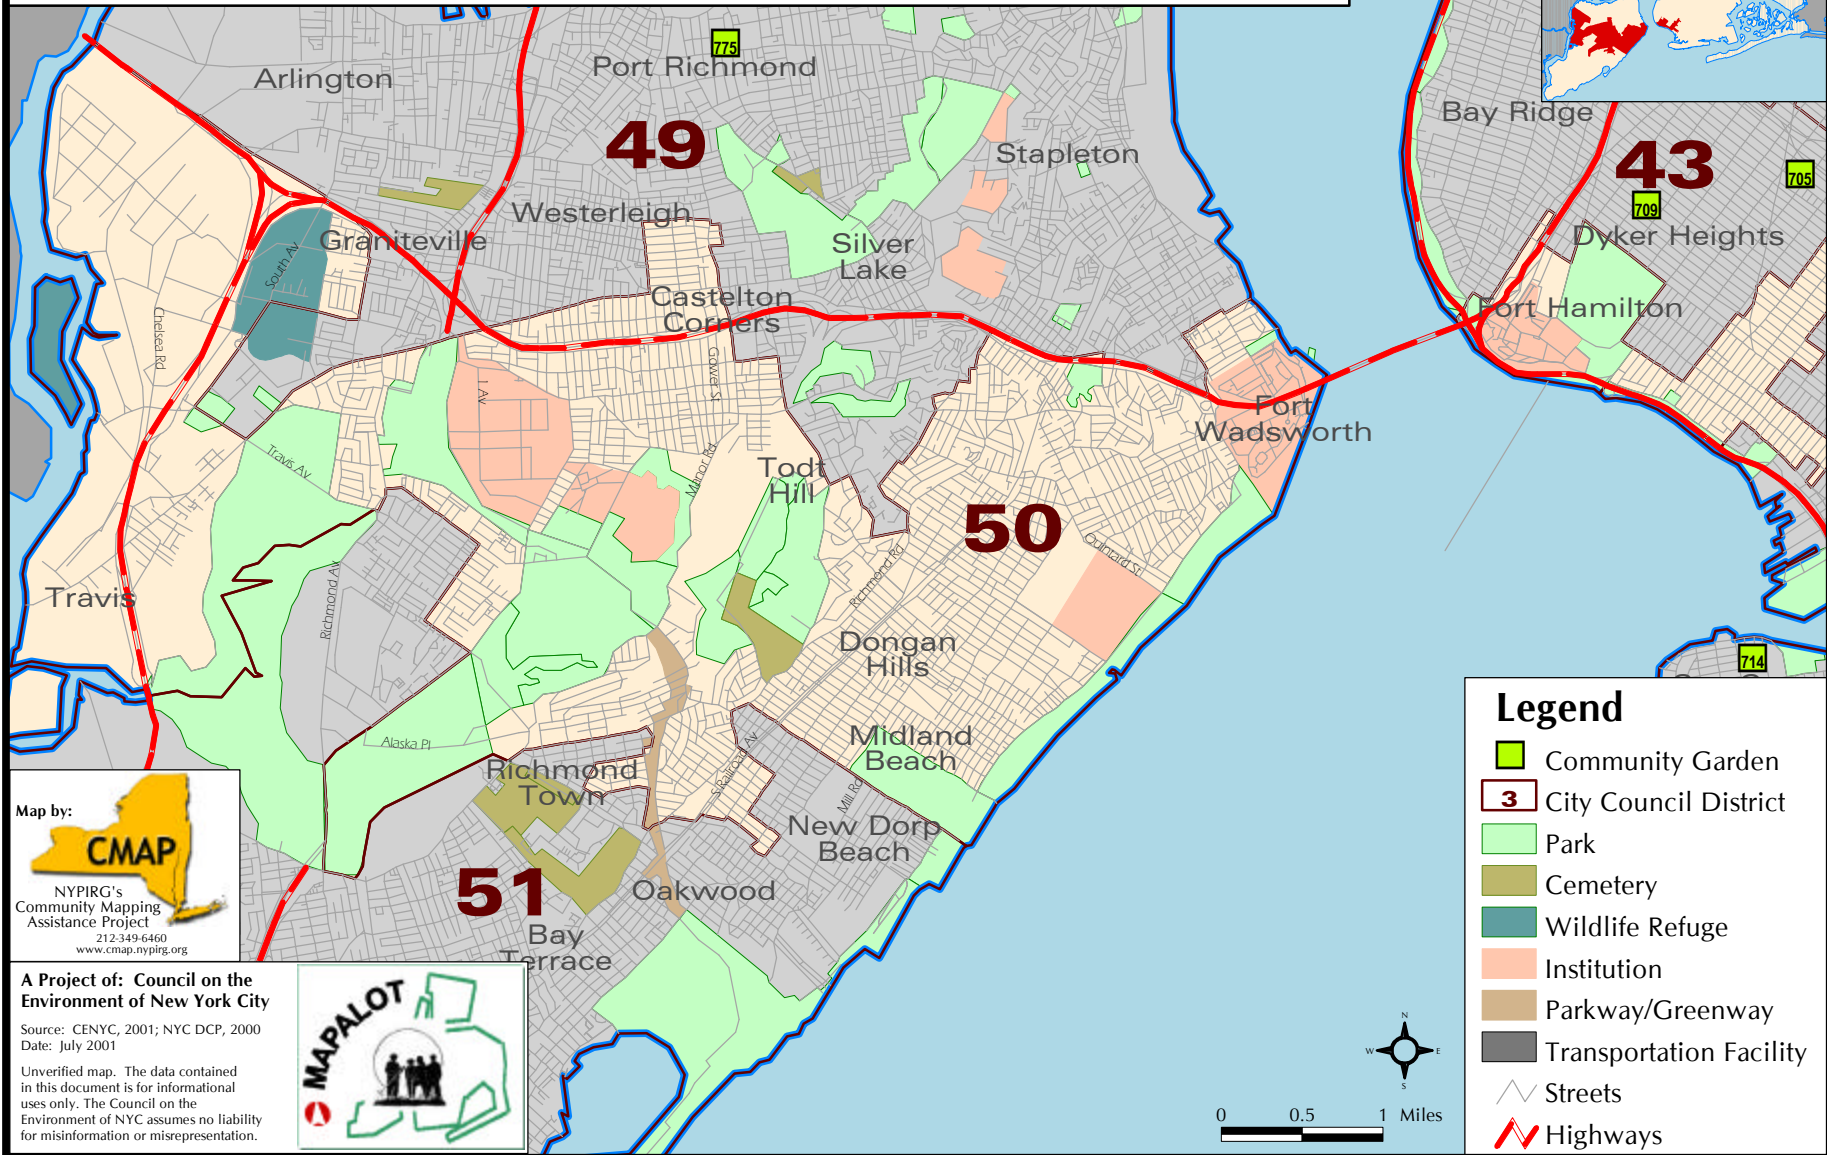 775
Port Richmond
Arlington
49
Stapleton
Bay Ridge
43
705
709
Dyker Heights
Westerleigh
Graniteville
South Av
Silver
Lake
Castelton
Corners
Fort Hamilton
Chelsea Rd
Gower St
I Av
Fort
Wadsworth
Travis Av
Manor Rd
Todt
Hill
50
Quintard St
Richmond Rd
Richmond Av
Travis
Dongan
Hills
714
Alaska Pl
Midland
Beach
S Railroad Av
Mill Rd
Richmond
Town
New Dorp
Beach
51
Oakwood
Bay
Terrace
Map by:
CMAP
NYPIRG's
Community Mapping
Assistance Project
212-349-6460
www.cmap.nypirg.org
A Project of: Council on the
Environment of New York City
Source: CENYC, 2001; NYC DCP, 2000
Date: July 2001
Unverified map. The data contained
in this document is for informational
uses only. The Council on the
Environment of NYC assumes no liability
for misinformation or misrepresentation.
MAPALOT
N
W E
S
0 0.5 1 Miles
Legend
Community Garden
3 City Council District
Park
Cemetery
Wildlife Refuge
Institution
Parkway/Greenway
Transportation Facility
Streets
Highways